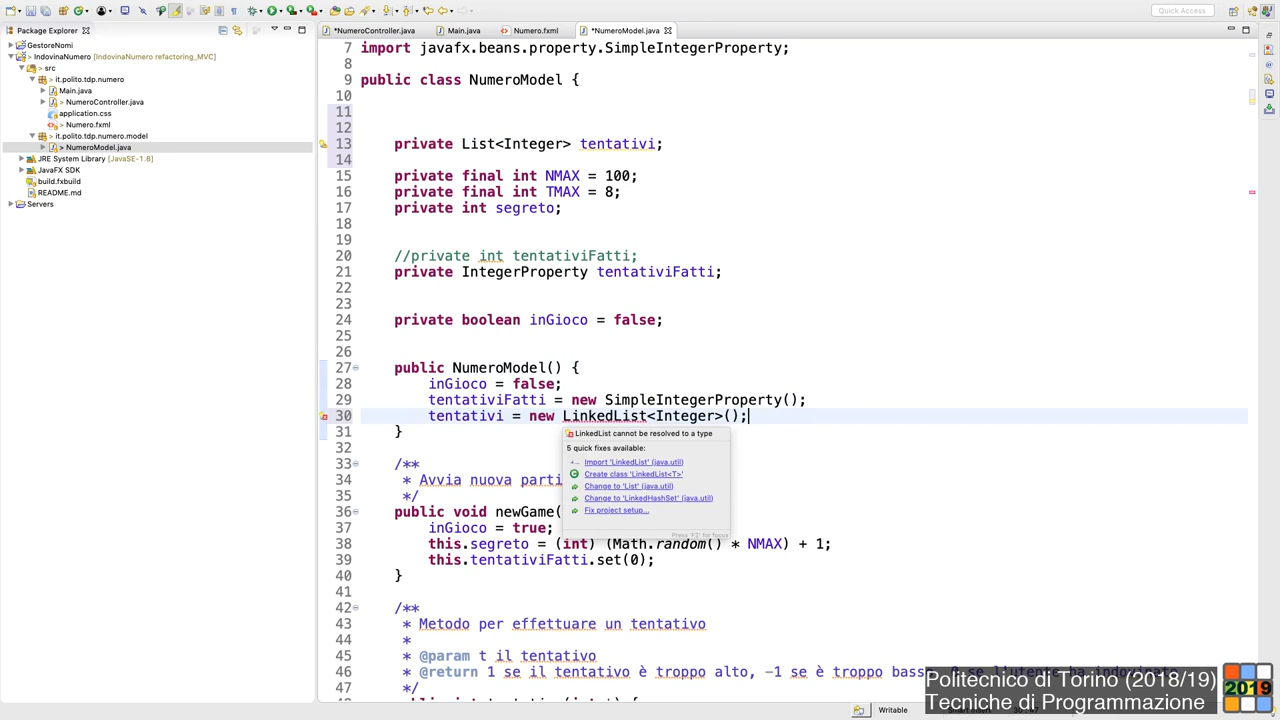 Quick Access
Package Explorer
GestoreNomi
> IndovinaNumero [refactoring_MVC]
src
it.polito.tdp.numero
Main.java
> NumeroController.java
application.css
> Numero.fxml
> it.polito.tdp.numero.model
> NumeroModel.java
JRE System Library [JavaSE-1.8]
JavaFX SDK
build.fxbuild
README.md
Servers
*NumeroController.java
Main.java
Numero.fxml
*NumeroModel.java
7 import javafx.beans.property.SimpleIntegerProperty;
8
9 public class NumeroModel {
10
11
12
13 private List<Integer> tentativi;
14
15 private final int NMAX = 100;
16 private final int TMAX = 8;
17 private int segreto;
18
19
20 //private int tentativiFatti;
21 private IntegerProperty tentativiFatti;
22
23
24 private boolean inGioco = false;
25
26
27 public NumeroModel() {
28 inGioco = false;
29 tentativiFatti = new SimpleIntegerProperty();
30 tentativi = new LinkedList<Integer>();
31 }
32
33 /**
34 * Avvia nuova parti
35 */
36 public void newGame(
37 inGioco = true;
38 this.segreto = (int) (Math.random() * NMAX) + 1;
39 this.tentativiFatti.set(0);
40 }
41
42 /**
43 * Metodo per effettuare un tentativo
44 *
45 * @param t il tentativo
46 * @return 1 se il tentativo è troppo alto, -1 se è troppo bass
47 */
LinkedList cannot be resolved to a type
5 quick fixes available:
Import 'LinkedList' (java.util)
Create class 'LinkedList<T>'
Change to 'List' (java.util)
Change to 'LinkedHashSet' (java.util)
Fix project setup...
Press 'F2' for focus
Politecnico di Torino (2018/19)
Tecniche di Programmazione
2019
Writable